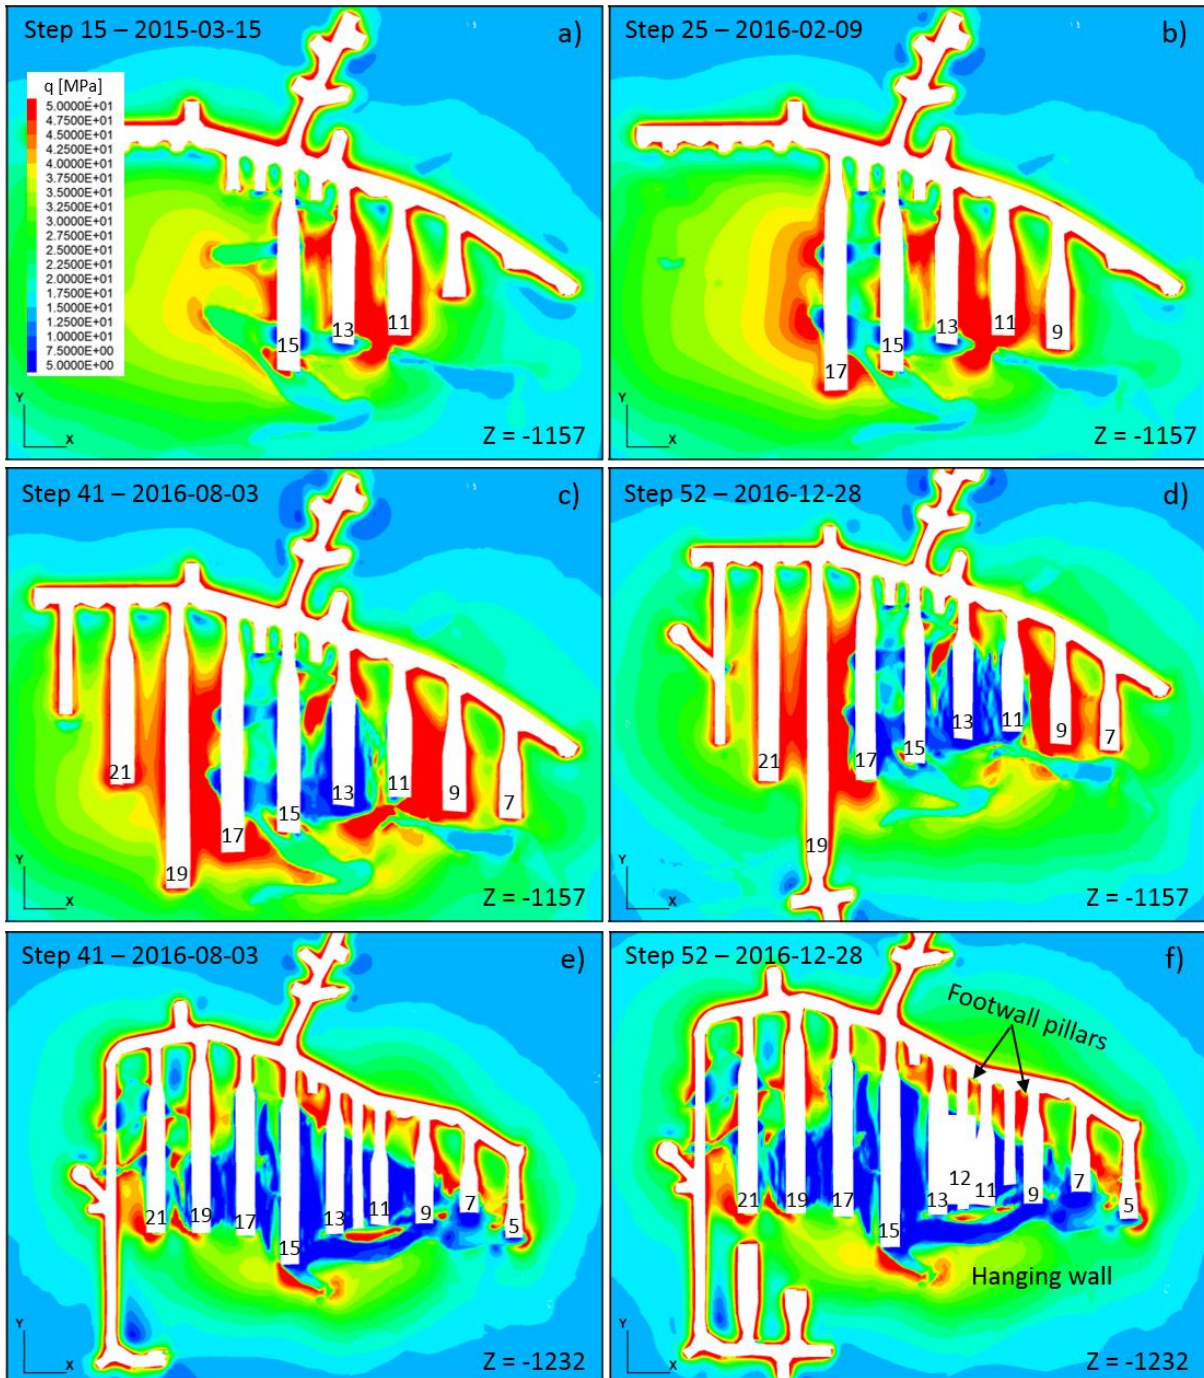 Step 15 – 2015-03-15
a)
q [MPa]
5.0000E+01
4.7500E+01
4.5000E+01
4.2500E+01
4.0000E+01
3.7500E+01
3.5000E+01
3.2500E+01
3.0000E+01
2.7500E+01
2.5000E+01
2.2500E+01
2.0000E+01
1.7500E+01
1.5000E+01
1.2500E+01
1.0000E+01
7.5000E+00
5.0000E+00
15
13
11
Y
X
Z = -1157
Step 25 – 2016-02-09
b)
17
15
13
11
9
Y
X
Z = -1157
Step 41 – 2016-08-03
c)
21
19
17
15
13
11
9
7
Y
X
Z = -1157
Step 52 – 2016-12-28
d)
21
19
17
15
13
11
9
7
Y
X
Z = -1157
Step 41 – 2016-08-03
e)
21
19
17
15
13
11
9
7
5
Y
X
Z = -1232
Step 52 – 2016-12-28
f)
Footwall pillars
21
19
17
15
13
12
11
9
7
5
Hanging wall
Y
X
Z = -1232